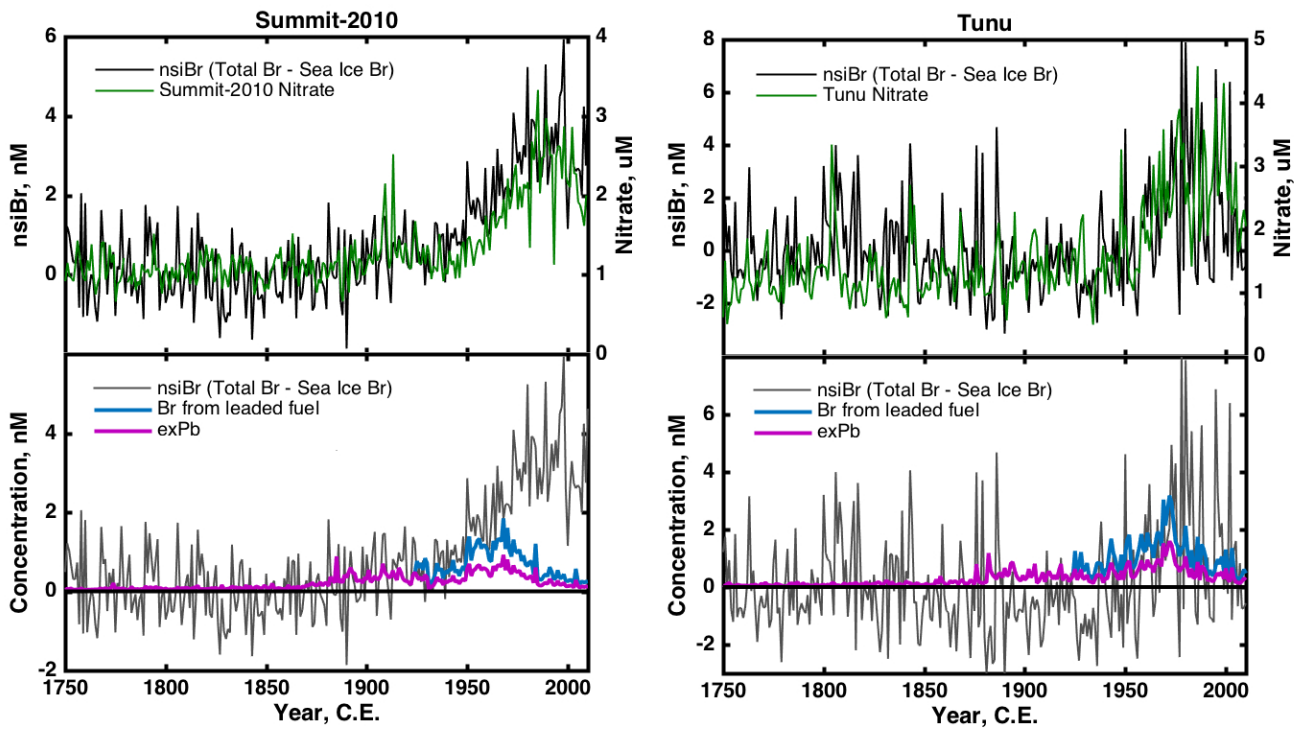 Summit-2010
6
4
2
0
nsiBr, nM
nsiBr (Total Br - Sea Ice Br)
Summit-2010 Nitrate
4
3
2
1
0
Nitrate, uM
Tunu
8
6
4
2
0
-2
nsiBr, nM
nsiBr (Total Br - Sea Ice Br)
Tunu Nitrate
5
4
3
2
1
0
Nitrate, uM
4
2
0
-2
Concentration, nM
nsiBr (Total Br - Sea Ice Br)
Br from leaded fuel
exPb
1750 1800 1850 1900 1950 2000
Year, C.E.
6
4
2
0
-2
Concentration, nM
nsiBr (Total Br - Sea Ice Br)
Br from leaded fuel
exPb
1750 1800 1850 1900 1950 2000
Year, C.E.